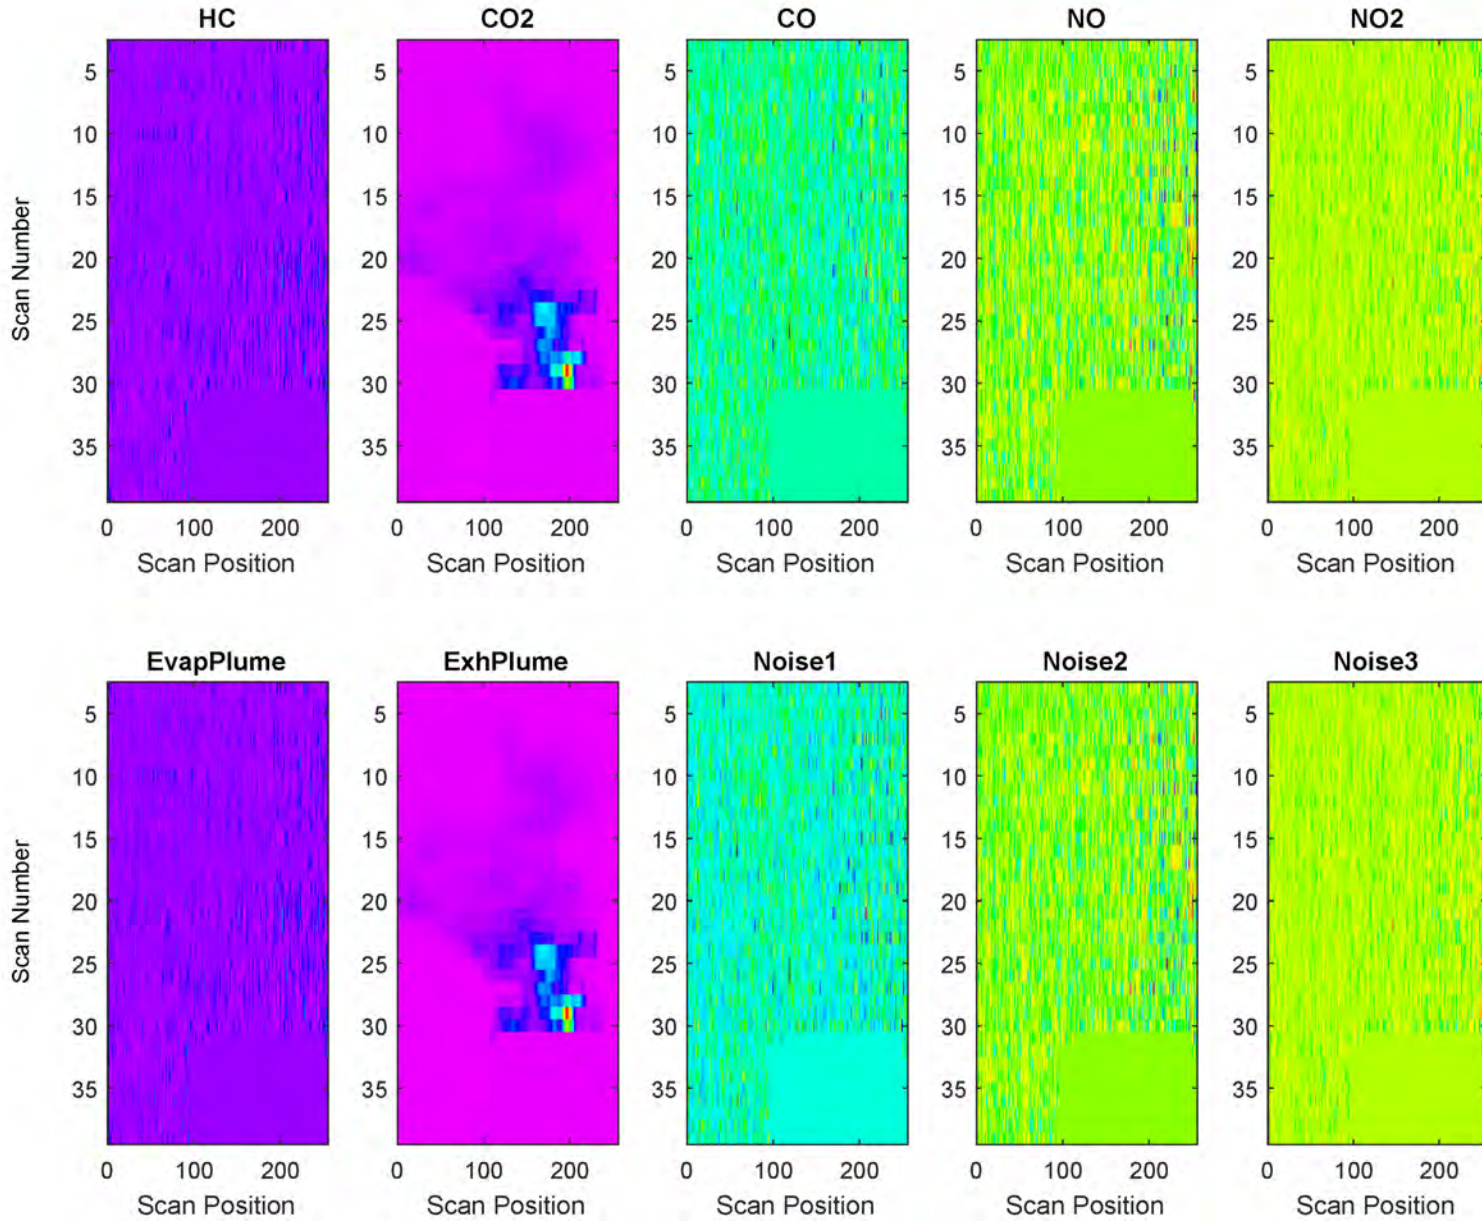 HC CO2 CO NO NO2
5 5 5 5 5
10 10 10 10 10
15 15 15 15 15
20 20 20 20 20
25 25 25 25 25
30 30 30 30 30
35 35 35 35 35
Scan Number
0 100 200 0 100 200 0 100 200 0 100 200 0 100 200
Scan Position Scan Position Scan Position Scan Position Scan Position
EvapPlume ExhPlume Noise1 Noise2 Noise3
5 5 5 5 5
10 10 10 10 10
15 15 15 15 15
20 20 20 20 20
25 25 25 25 25
30 30 30 30 30
35 35 35 35 35
Scan Number
0 100 200 0 100 200 0 100 200 0 100 200 0 100 200
Scan Position Scan Position Scan Position Scan Position Scan Position